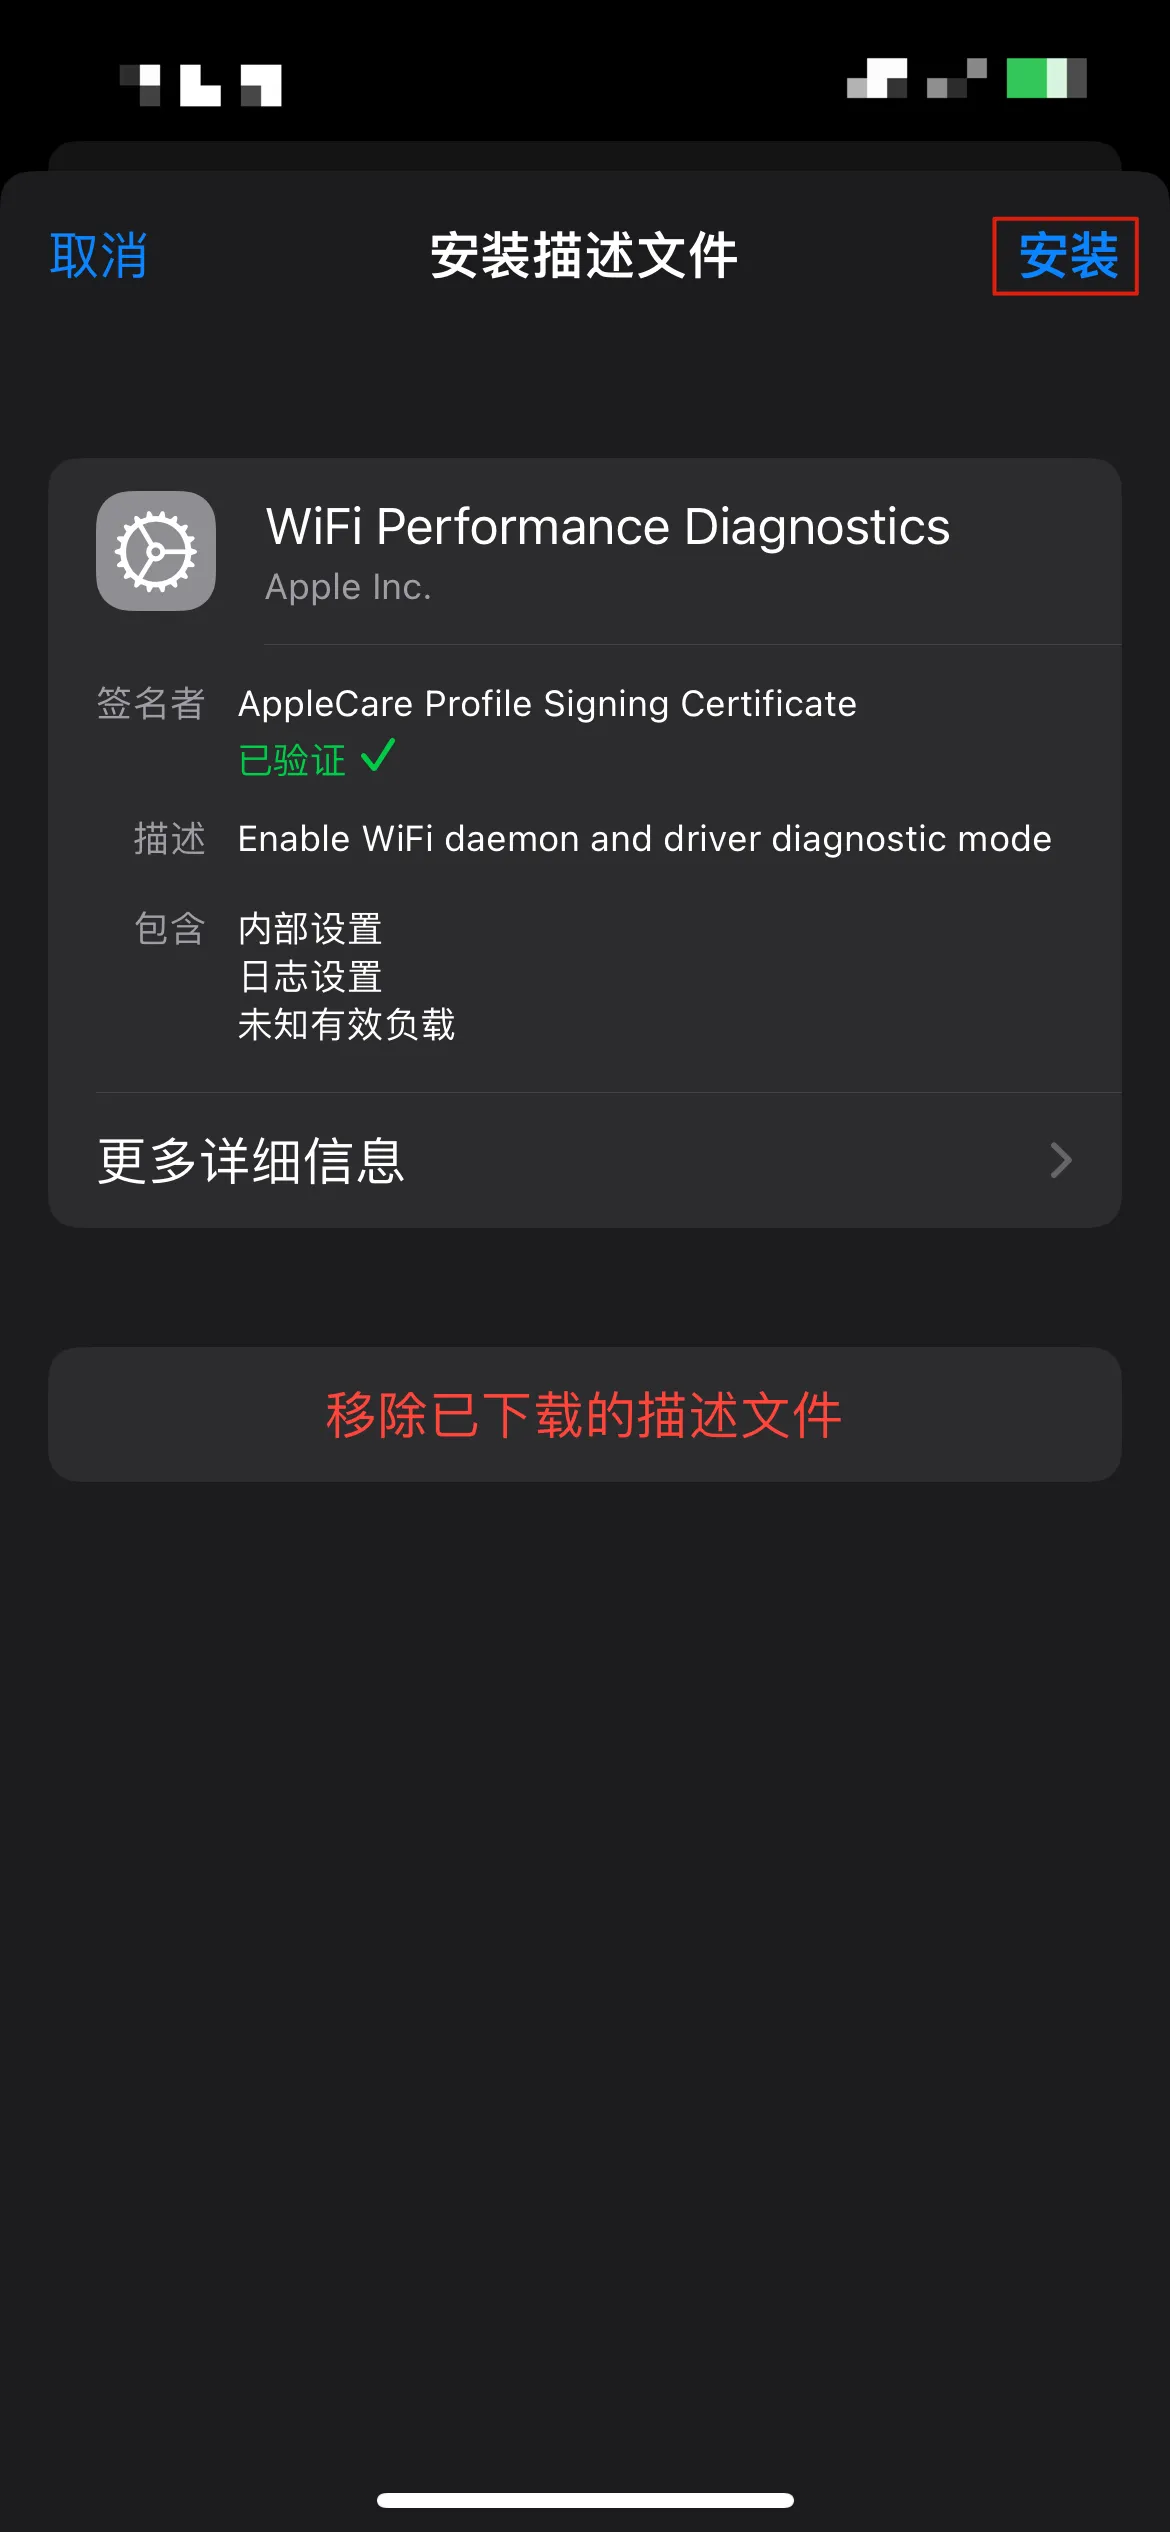 取消
安装描述文件
安装
WiFi Performance Diagnostics
Apple Inc.
签名者 AppleCare Profile Signing Certificate
已验证
描述 Enable WiFi daemon and driver diagnostic mode
包含 内部设置
日志设置
未知有效负载
更多详细信息
移除已下载的描述文件